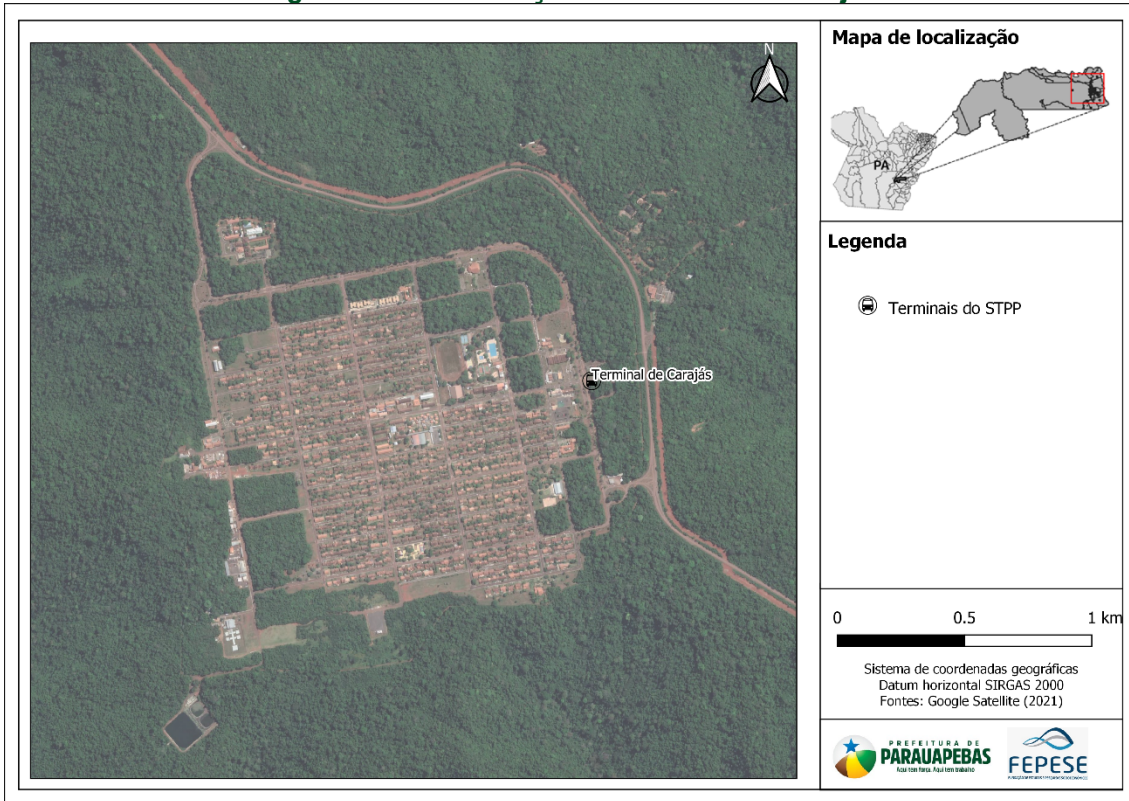 Mapa de localização
N
PA
Legenda
Terminais do STPP
Terminal de Carajás
0 0.5 1 km
Sistema de coordenadas geográficas
Datum horizontal SIRGAS 2000
Fontes: Google Satellite (2021)
PREFEITURA DE
PARAUAPEBAS
Aqui tem força. Aqui tem trabalho
FEPESE